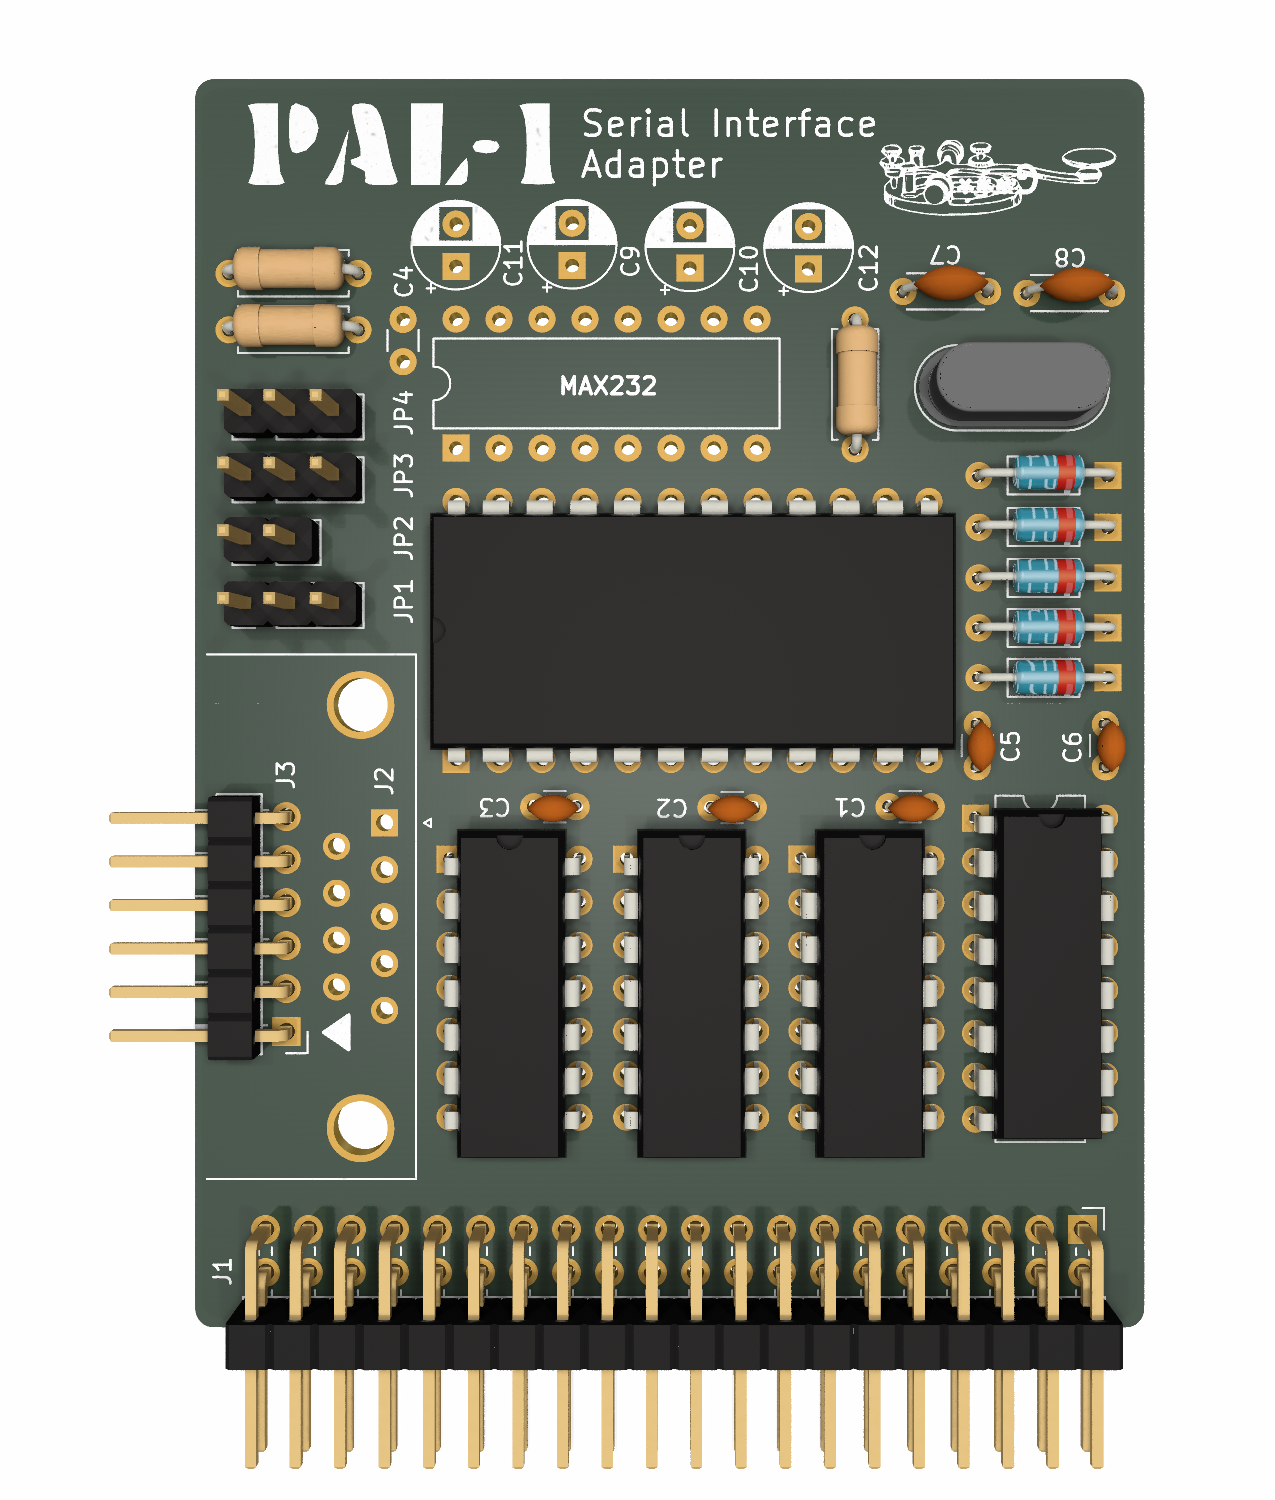 PAL-1
Serial Interface
Adapter
C4
C11
C9
C10
C12
C7
C8
MAX232
JP4
JP3
JP2
JP1
C5
C6
J3
J2
C3
C2
C1
J1